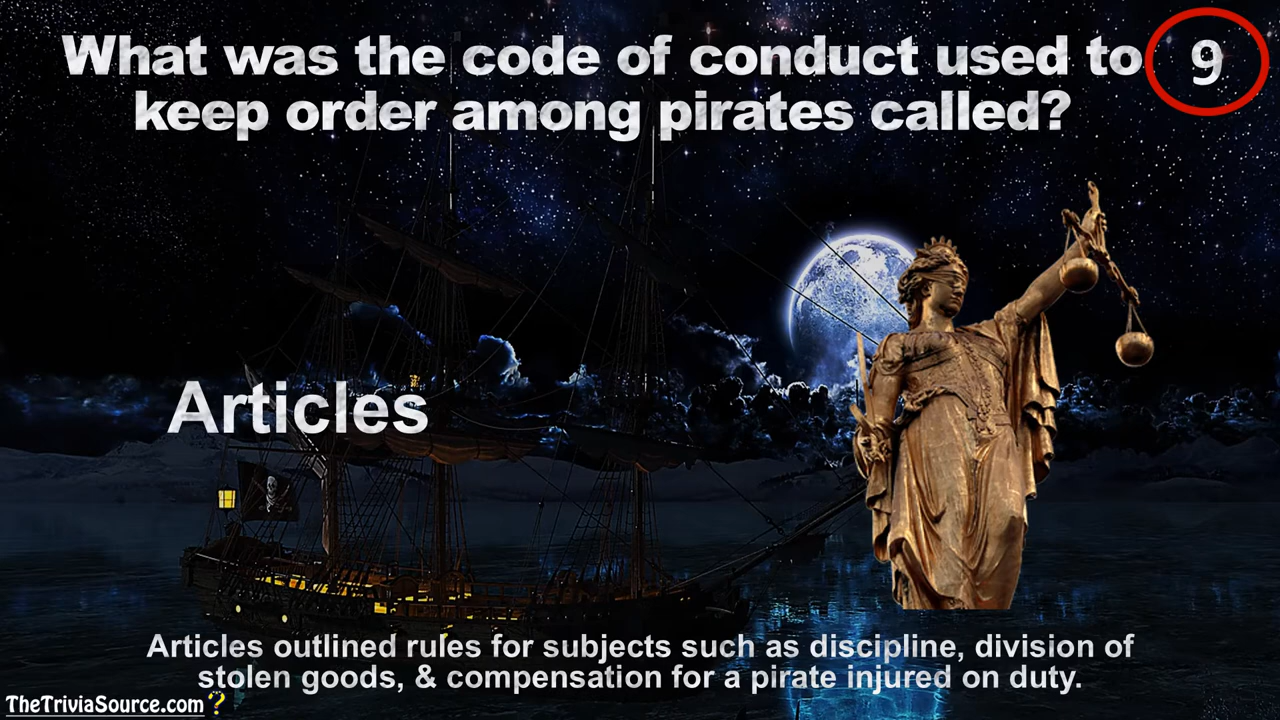 What was the code of conduct used to
keep order among pirates called?
9
Articles
Articles outlined rules for subjects such as discipline, division of
stolen goods, & compensation for a pirate injured on duty.
TheTriviaSource.com?